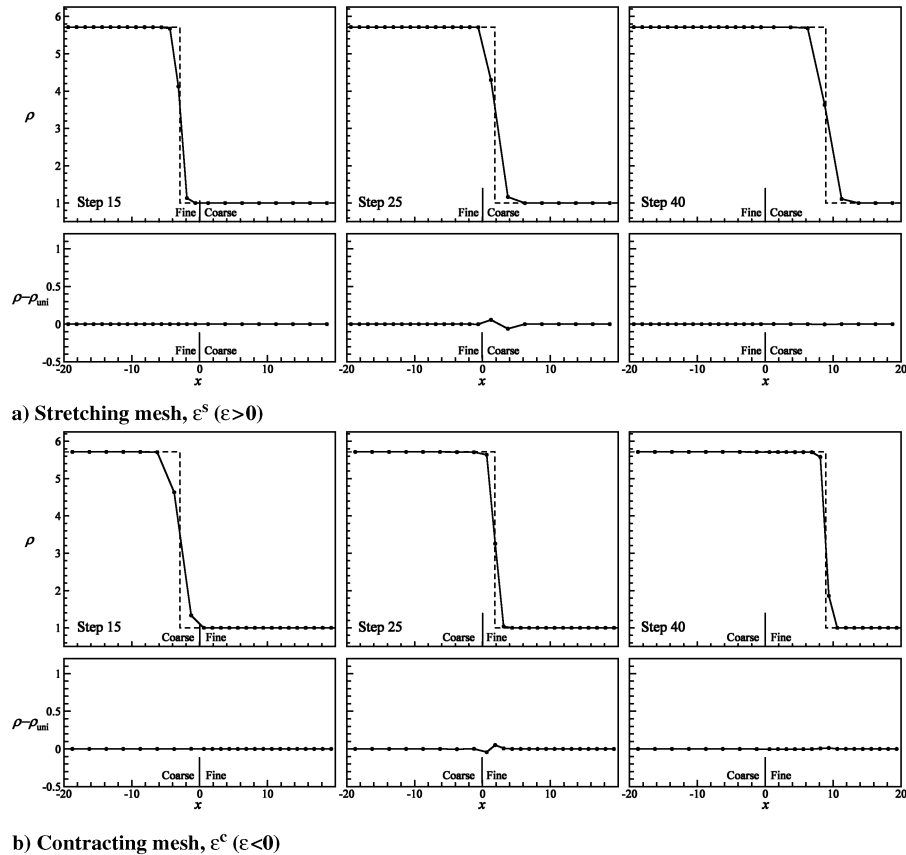 6
5
4
3
2
1
ρ
Step 15
Fine Coarse
Step 25
Fine Coarse
Step 40
Fine Coarse
1
0.5
0
-0.5
ρ–ρuni
Fine Coarse
Fine Coarse
Fine Coarse
-20 -10 0 10 -20 -10 0 10 -20 -10 0 10 20
x x x
a) Stretching mesh, εs (ε>0)
6
5
4
3
2
1
ρ
Step 15
Coarse Fine
Step 25
Coarse Fine
Step 40
Coarse Fine
1
0.5
0
-0.5
ρ–ρuni
Coarse Fine
Coarse Fine
Coarse Fine
-20 -10 0 10 -20 -10 0 10 -20 -10 0 10 20
x x x
b) Contracting mesh, εc (ε<0)